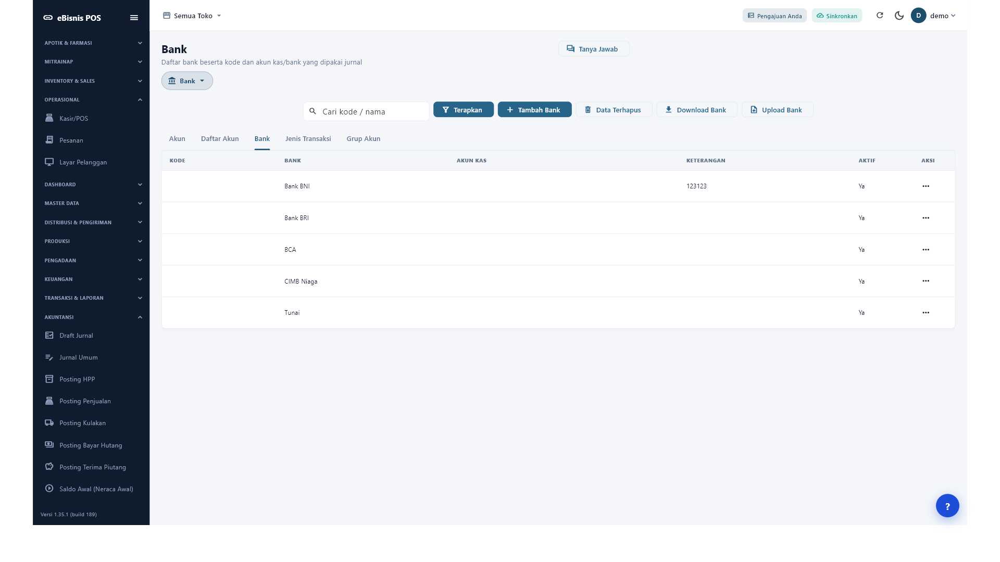 eBisnis POS
APOTIK & FARMASI
MITRAINAP
INVENTORY & SALES
OPERASIONAL
Kasir/POS
Pesanan
Layar Pelanggan
DASHBOARD
MASTER DATA
DISTRIBUSI & PENGIRIMAN
PRODUKSI
PENGADAAN
KEUANGAN
TRANSAKSI & LAPORAN
AKUNTANSI
Draft Jurnal
Jurnal Umum
Posting HPP
Posting Penjualan
Posting Kulakan
Posting Bayar Hutang
Posting Terima Piutang
Saldo Awal (Neraca Awal)
Versi 1.35.1 (build 189)
Semua Toko
Pengajuan Anda
Sinkronkan
D
demo
Bank
Tanya Jawab
Daftar bank beserta kode dan akun kas/bank yang dipakai jurnal
Bank
Cari kode / nama
Terapkan
Tambah Bank
Data Terhapus
Download Bank
Upload Bank
Akun Daftar Akun Bank Jenis Transaksi Grup Akun
KODE BANK AKUN KAS KETERANGAN AKTIF AKSI
Bank BNI 123123 Ya
Bank BRI Ya
BCA Ya
CIMB Niaga Ya
Tunai Ya
?